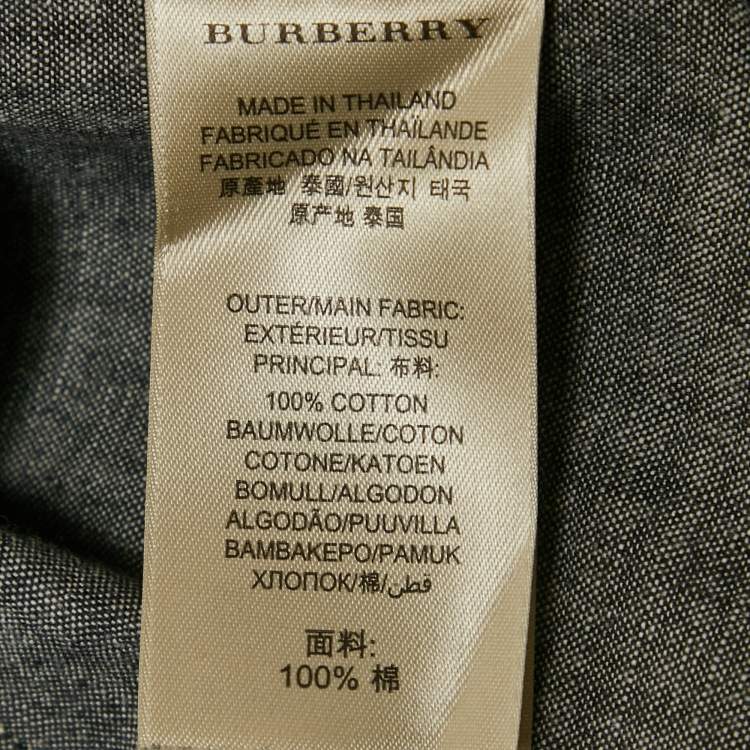 BURBERRY
MADE IN THAILAND
FABRIQUÉ EN THAÏLANDE
FABRICADO NA TAILÂNDIA
原產地 泰國/원산지 태국
原产地 泰国
OUTER/MAIN FABRIC:
EXTÉRIEUR/TISSU
PRINCIPAL: 布料:
100% COTTON
BAUMWOLLE/COTON
COTONE/KATOEN
BOMULL/ALGODON
ALGODÃO/PUUVILLA
BAMBAKEPO/PAMUK
ХЛОПОК/棉/قطن
面料:
100% 棉